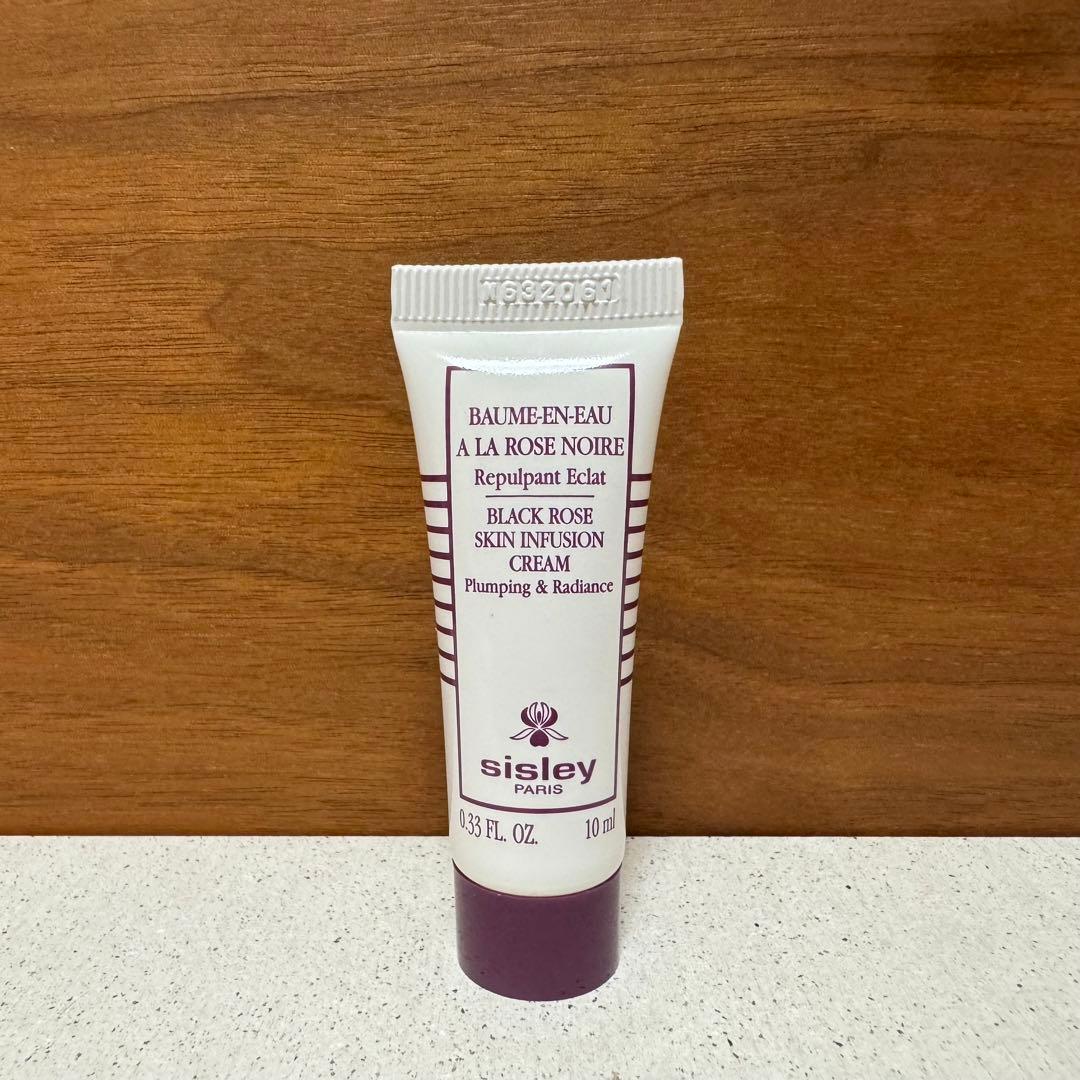 N632061
BAUME-EN-EAU
A LA ROSE NOIRE
Repulpant Eclat
BLACK ROSE
SKIN INFUSION
CREAM
Plumping & Radiance
sisley
PARIS
0.33 FL. OZ. 10 ml